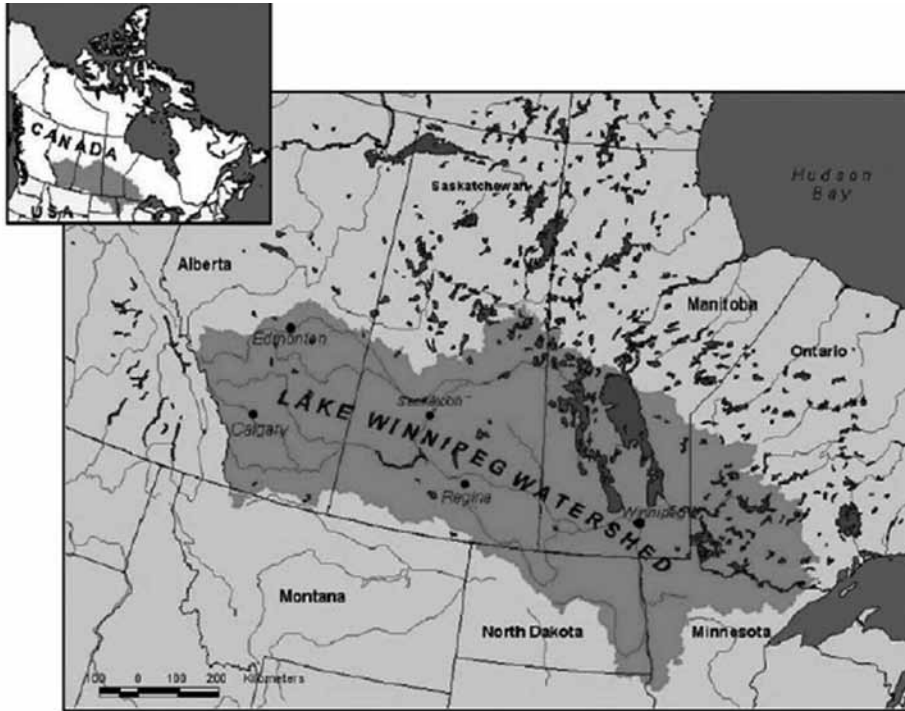 CANADA
USA
Hudson
Bay
Saskatchewan
Alberta
Manitoba
Ontario
Edmonton
Saskatoon
Calgary
LAKE WINNIPEG WATERSHED
Regina
Winnipeg
Montana
North Dakota
Minnesota
100 0 100 200 Kilometers